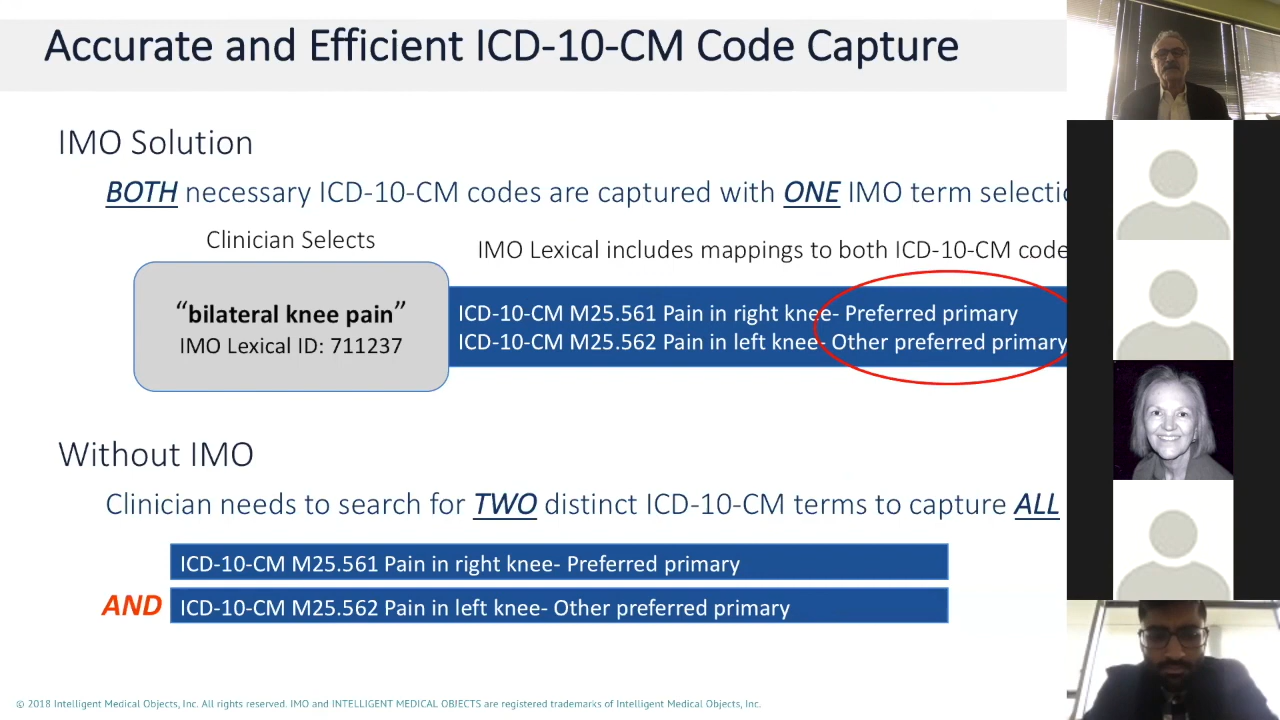 Accurate and Efficient ICD-10-CM Code Capture
IMO Solution
BOTH necessary ICD-10-CM codes are captured with ONE IMO term selectio
Clinician Selects
IMO Lexical includes mappings to both ICD-10-CM code
“bilateral knee pain”
IMO Lexical ID: 711237
ICD-10-CM M25.561 Pain in right knee- Preferred primary
ICD-10-CM M25.562 Pain in left knee- Other preferred primary
Without IMO
Clinician needs to search for TWO distinct ICD-10-CM terms to capture ALL
ICD-10-CM M25.561 Pain in right knee- Preferred primary
AND
ICD-10-CM M25.562 Pain in left knee- Other preferred primary
© 2018 Intelligent Medical Objects, Inc. All rights reserved. IMO and INTELLIGENT MEDICAL OBJECTS are registered trademarks of Intelligent Medical Objects, Inc.